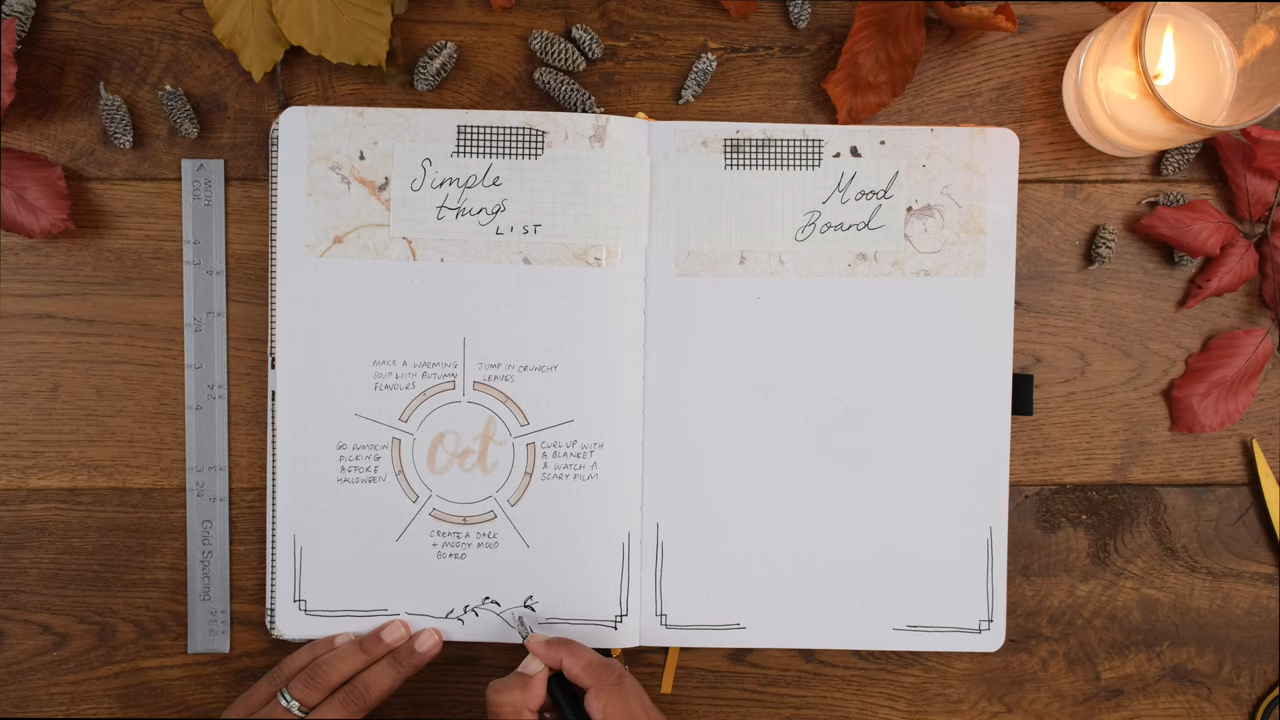 Simple
things
LIST
Mood
Board
MAKE A WARMING
SOUP WITH AUTUMN
FLAVOURS
JUMP IN CRUNCHY
LEAVES
GO PUMPKIN
PICKING
BEFORE
HALLOWEEN
Oct
CURL UP WITH
A BLANKET
& WATCH A
SCARY FILM
CREATE A DARK
+ MOODY MOOD
BOARD
Grid Spacing